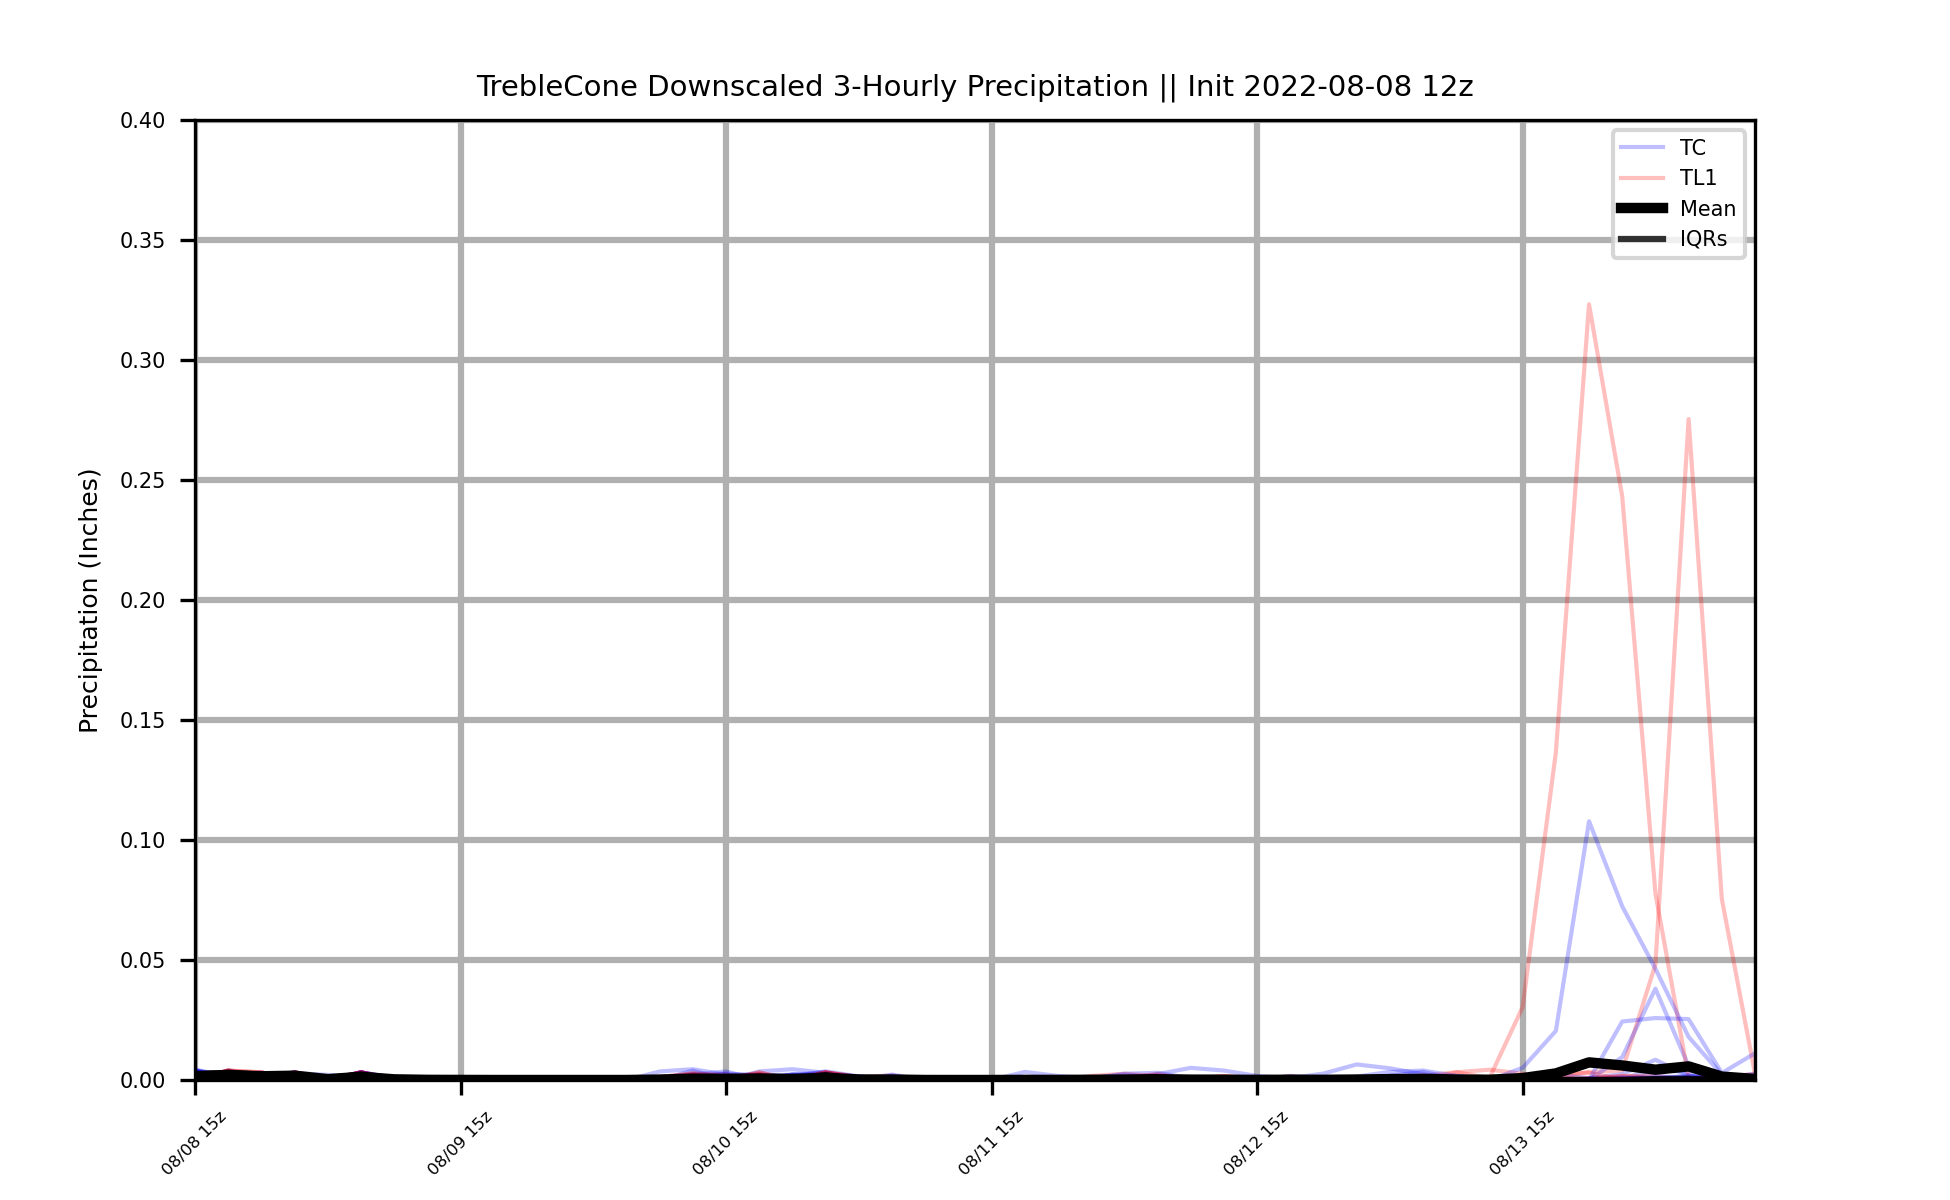 TrebleCone Downscaled 3-Hourly Precipitation || Init 2022-08-08 12z
TC
TL1
Mean
IQRs
Precipitation (Inches)
0.40
0.35
0.30
0.25
0.20
0.15
0.10
0.05
0.00
08/08 15z
08/09 15z
08/10 15z
08/11 15z
08/12 15z
08/13 15z